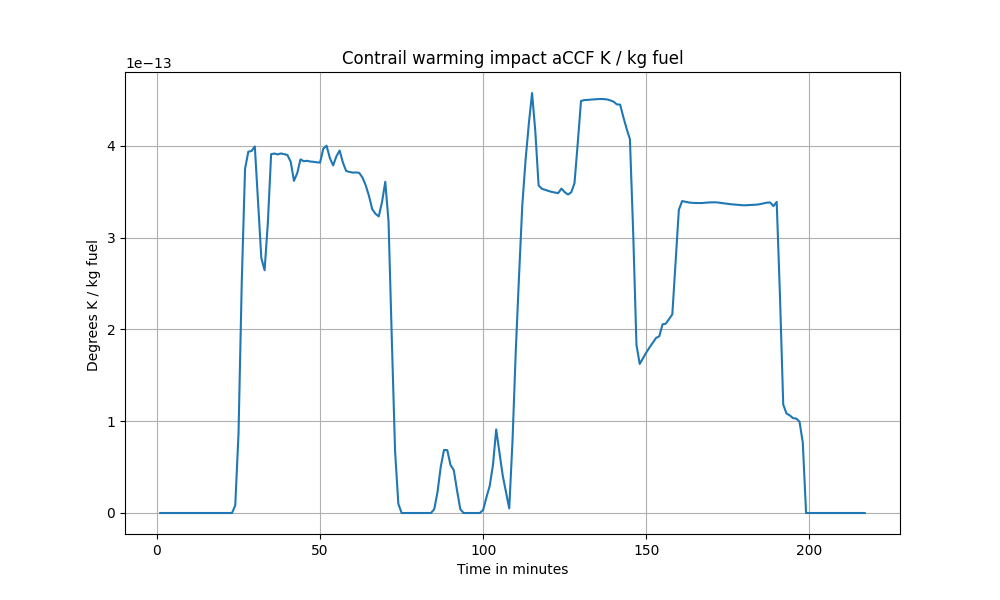 Contrail warming impact aCCF K / kg fuel
1e−13
4
3
2
1
0
Degrees K / kg fuel
0 50 100 150 200
Time in minutes